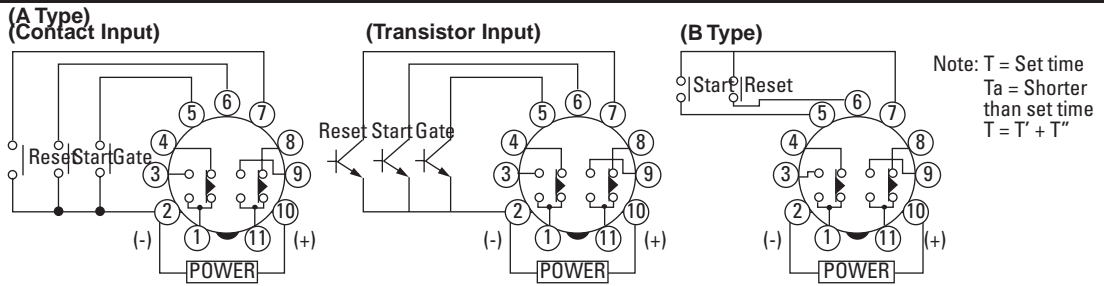 (A Type)
(Contact Input)
(Transistor Input)
(B Type)
Note: T = Set time
Ta = Shorter
than set time
T = T′ + T″
Reset Start Gate
5 6 7
4 8
3 9
2 10
1 11
(-) (+)
POWER
Reset Start Gate
5 6 7
4 8
3 9
2 10
1 11
(-) (+)
POWER
Start Reset
5 6 7
4 8
3 9
2 10
1 11
(-) (+)
POWER